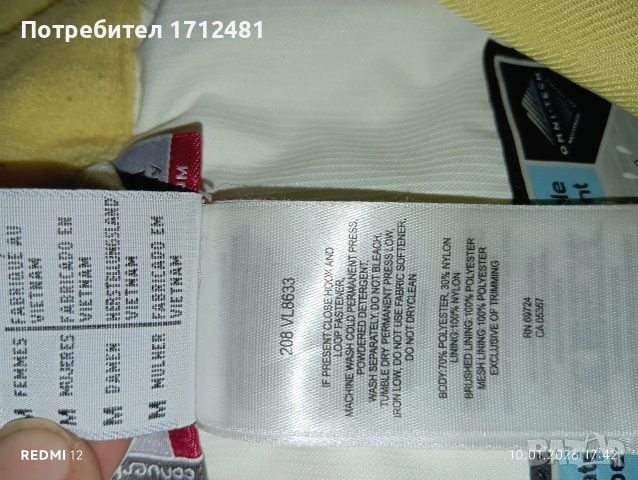 Потребител 1712481
OMNI-TECH
M FEMMES FABRIQUÉ AU
VIETNAM
M MUJERES FABRICADO EN
VIETNAM
M DAMEN HERSTELLUNGSLAND
VIETNAM
M MULHER FABRICADO EM
VIETNAM
208 VL8633
IF PRESENT CLOSE HOOK AND
LOOP FASTENER.
MACHINE WASH COLD PERMANENT PRESS,
POWDERED DETERGENT.
WASH SEPARATELY. DO NOT BLEACH.
TUMBLE DRY PERMANENT PRESS LOW.
IRON LOW, DO NOT USE FABRIC SOFTENER,
DO NOT DRYCLEAN
BODY:70% POLYESTER, 30% NYLON
LINING:100% NYLON
BRUSHED LINING: 100% POLYESTER
MESH LINING:100% POLYESTER
EXCLUSIVE OF TRIMMING
RN 69724
CA 05367
convert
REDMI 12
10.01.2026 17:42